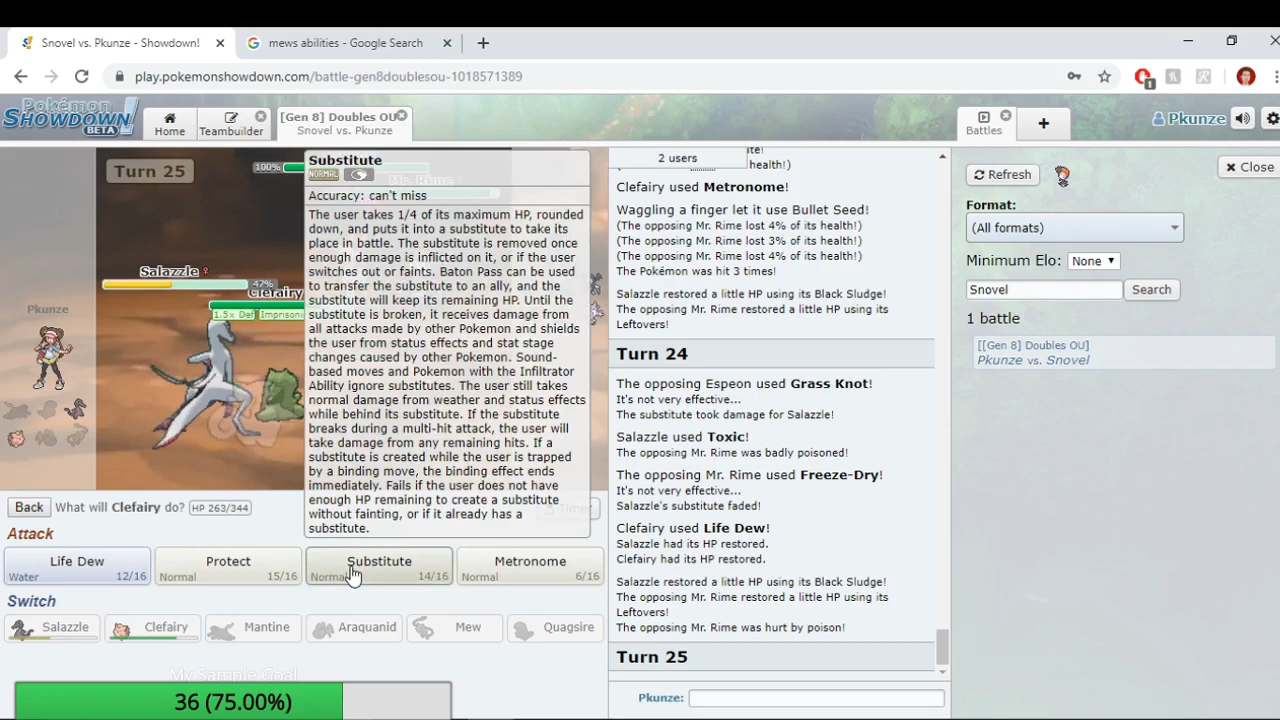 Snovel vs. Pkunze - Showdown!
mews abilities - Google Search
play.pokemonshowdown.com/battle-gen8doublesou-1018571389
1
Pokémon
SHOWDOWN!
BETA
Home
Teambuilder
[Gen 8] Doubles OU
Snovel vs. Pkunze
Battles
Pkunze
Turn 25
100%
Mr. Rime
Salazzle
47%
Clefairy
1.5x Def
Imprisoni
Pkunze
Substitute
NORMAL
Accuracy: can't miss
The user takes 1/4 of its maximum HP, rounded
down, and puts it into a substitute to take its
place in battle. The substitute is removed once
enough damage is inflicted on it, or if the user
switches out or faints. Baton Pass can be used
to transfer the substitute to an ally, and the
substitute will keep its remaining HP. Until the
substitute is broken, it receives damage from
all attacks made by other Pokemon and shields
the user from status effects and stat stage
changes caused by other Pokemon. Sound-
based moves and Pokemon with the Infiltrator
Ability ignore substitutes. The user still takes
normal damage from weather and status effects
while behind its substitute. If the substitute
breaks during a multi-hit attack, the user will
take damage from any remaining hits. If a
substitute is created while the user is trapped
by a binding move, the binding effect ends
immediately. Fails if the user does not have
enough HP remaining to create a substitute
without fainting, or if it already has a
substitute.
Back
What will Clefairy do?
HP 263/344
Timer
Attack
Life Dew
Water 12/16
Protect
Normal 15/16
Substitute
Normal 14/16
Metronome
Normal 6/16
Switch
Salazzle
Clefairy
Mantine
Araquanid
Mew
Quagsire
My Sample Goal
36 (75.00%)
2 users
ite!
health!)
Clefairy used Metronome!
Waggling a finger let it use Bullet Seed!
(The opposing Mr. Rime lost 4% of its health!)
(The opposing Mr. Rime lost 3% of its health!)
(The opposing Mr. Rime lost 4% of its health!)
The Pokémon was hit 3 times!
Salazzle restored a little HP using its Black Sludge!
The opposing Mr. Rime restored a little HP using its
Leftovers!
Turn 24
The opposing Espeon used Grass Knot!
It's not very effective...
The substitute took damage for Salazzle!
Salazzle used Toxic!
The opposing Mr. Rime was badly poisoned!
The opposing Mr. Rime used Freeze-Dry!
It's not very effective...
Salazzle's substitute faded!
Clefairy used Life Dew!
Salazzle had its HP restored.
Clefairy had its HP restored.
Salazzle restored a little HP using its Black Sludge!
The opposing Mr. Rime restored a little HP using its
Leftovers!
The opposing Mr. Rime was hurt by poison!
Turn 25
Pkunze:
Refresh
Close
Format:
(All formats)
Minimum Elo: None
Snovel
Search
1 battle
[[Gen 8] Doubles OU]
Pkunze vs. Snovel